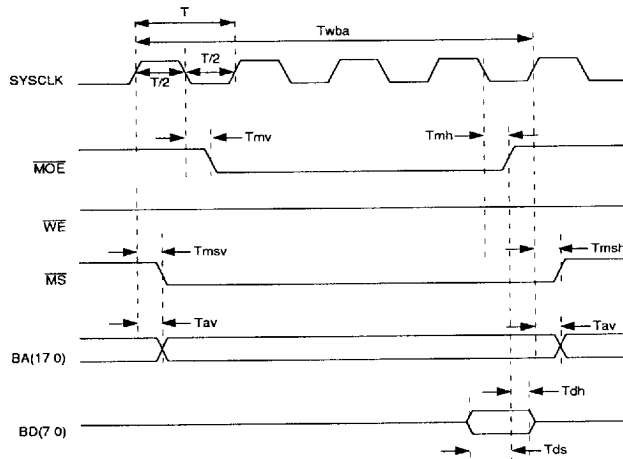 T
Twba
T/2
T/2
SYSCLK
Tmv
Tmh
MOE
WE
Tmsv
Tmsh
MS
Tav
Tav
BA(17 0)
Tdh
BD(7 0)
Tds